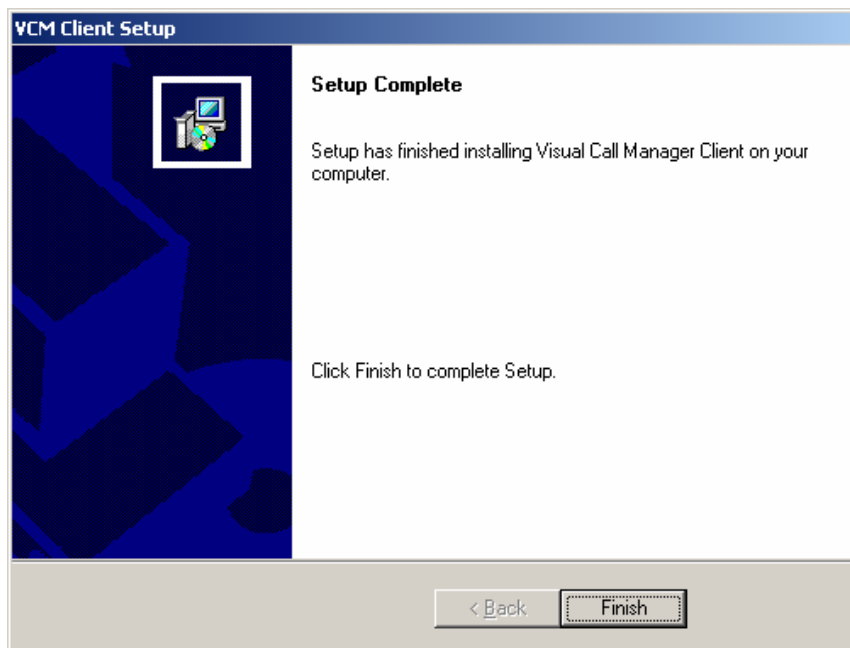 VCM Client Setup
Setup Complete
Setup has finished installing Visual Call Manager Client on your
computer.
Click Finish to complete Setup.
< Back
Finish